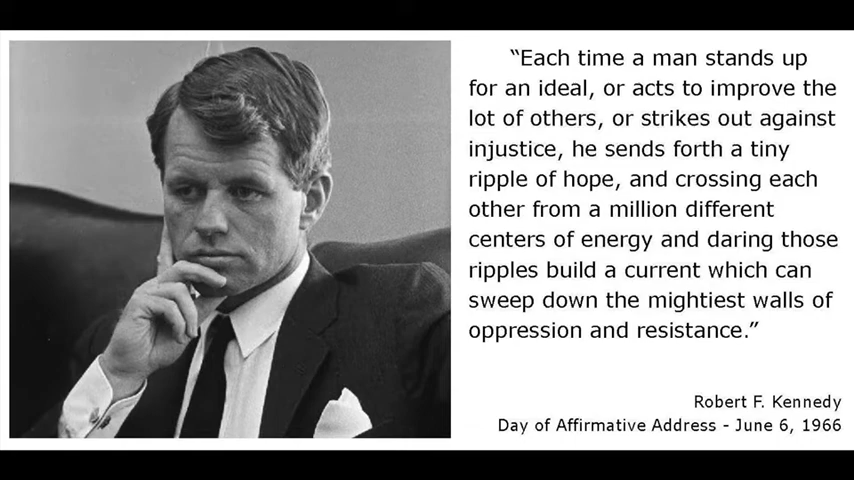 “Each time a man stands up
for an ideal, or acts to improve the
lot of others, or strikes out against
injustice, he sends forth a tiny
ripple of hope, and crossing each
other from a million different
centers of energy and daring those
ripples build a current which can
sweep down the mightiest walls of
oppression and resistance.”
Robert F. Kennedy
Day of Affirmative Address - June 6, 1966